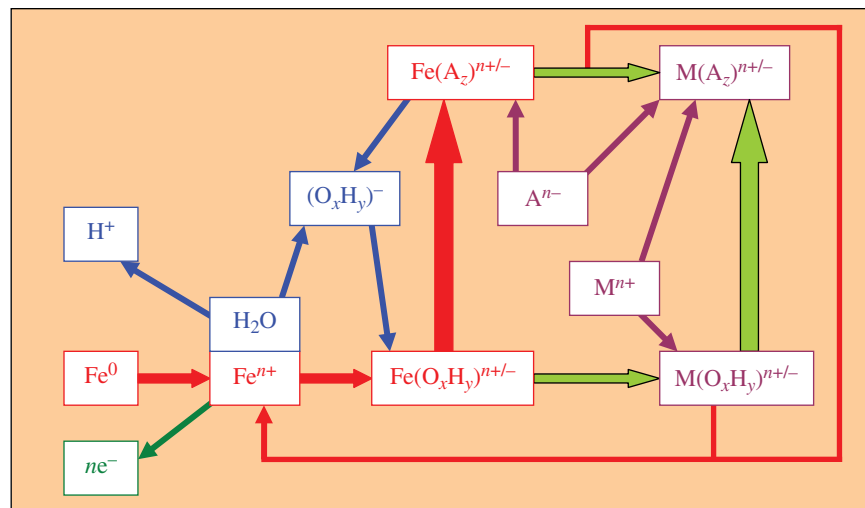 Fe(A_z)^{n+/–} M(A_z)^{n+/–}
(O_xH_y)^– A^{n–}
H^+
M^{n+}
H_2O
Fe^0 Fe^{n+} Fe(O_xH_y)^{n+/–} M(O_xH_y)^{n+/–}
ne^–